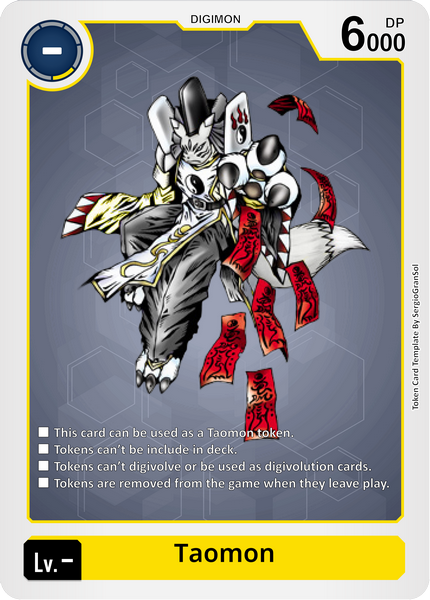 DIGIMON
DP
6000
-
This card can be used as a Taomon token.
Tokens can't be include in deck.
Tokens can't digivolve or be used as digivolution cards.
Tokens are removed from the game when they leave play.
Token Card Template By SergioGranSol
Lv.-
Taomon